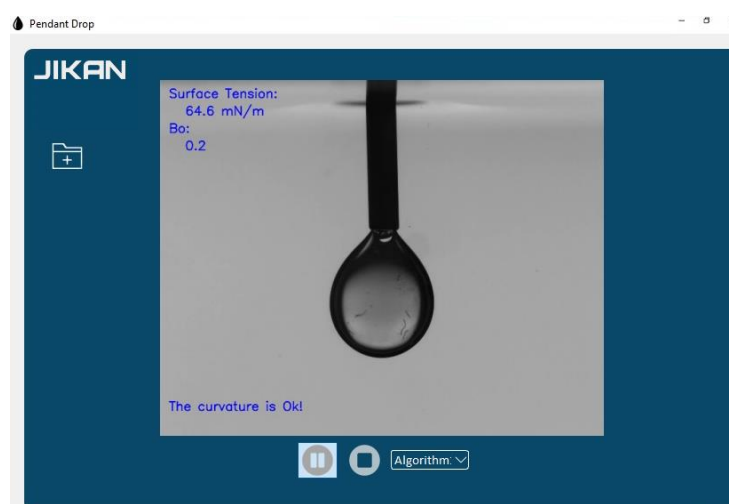 Pendant Drop
JIKAN
Surface Tension:
64.6 mN/m
Bo:
0.2
The curvature is Ok!
Algorithm: